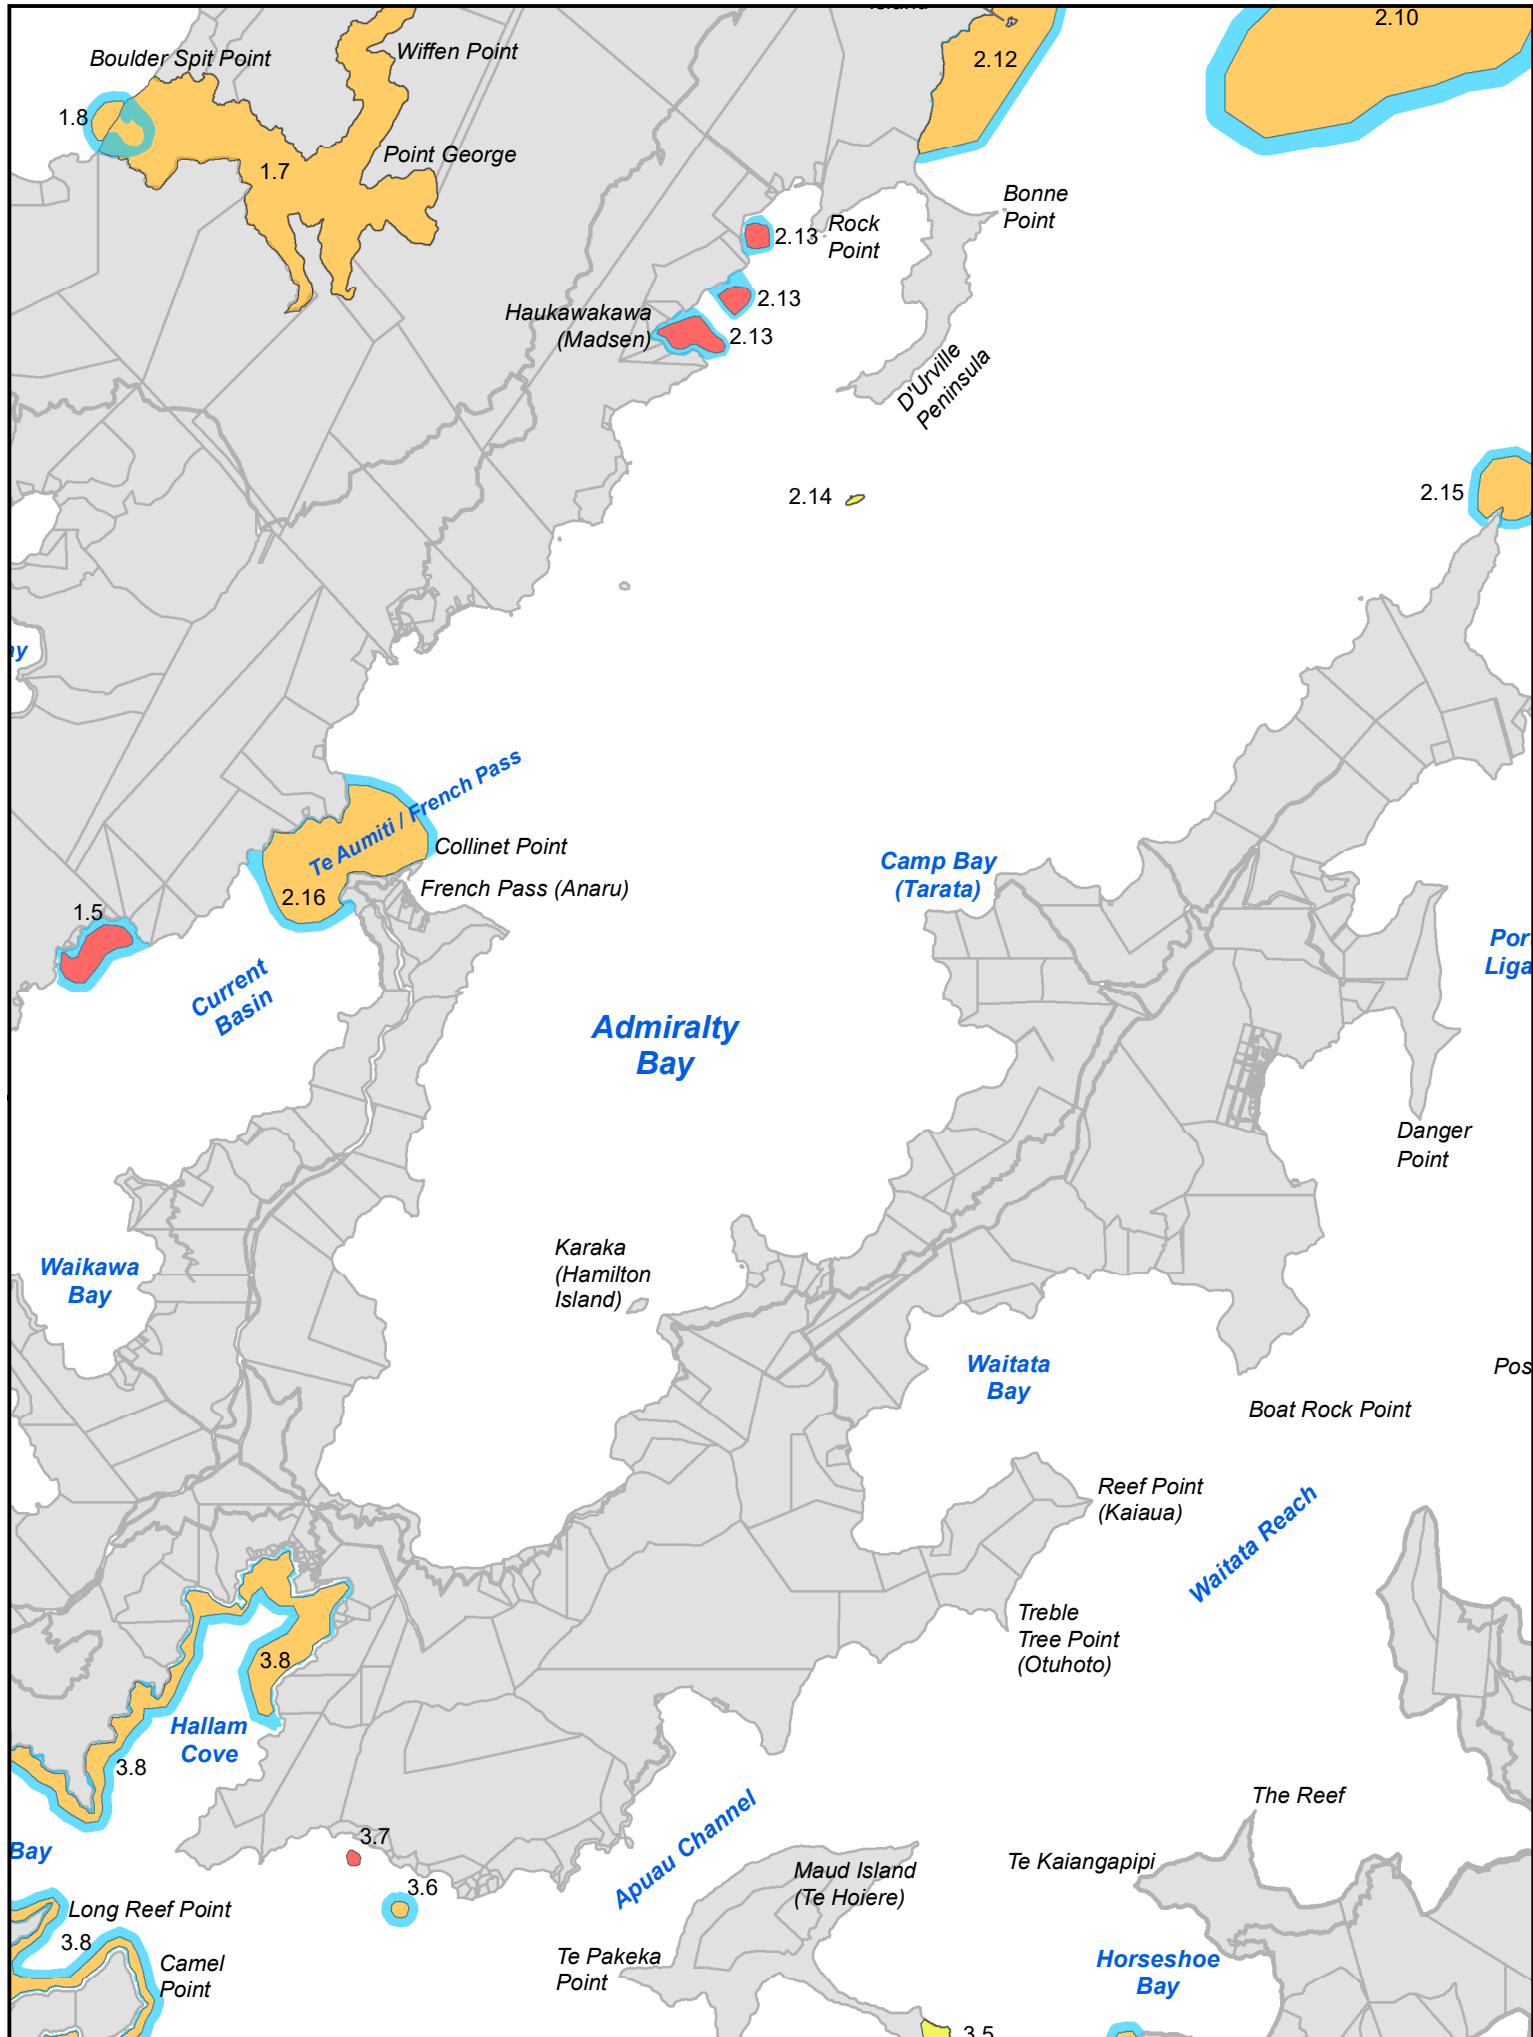 2.10
Boulder Spit Point
Wiffen Point
2.12
1.8
Point George
1.7
Bonne
Point
2.13
Rock
Point
2.13
Haukawakawa
(Madsen)
2.13
D'Urville
Peninsula
2.14
2.15
Te Aumiti / French Pass
Collinet Point
French Pass (Anaru)
2.16
Camp Bay
(Tarata)
1.5
Current
Basin
Admiralty
Bay
Danger
Point
Karaka
(Hamilton
Island)
Waikawa
Bay
Waitata
Bay
Boat Rock Point
Reef Point
(Kaiaua)
Waitata Reach
Treble
Tree Point
(Otuhoto)
3.8
Hallam
Cove
3.8
The Reef
Apuau Channel
3.7
Bay
Maud Island
(Te Hoiere)
Te Kaiangapipi
3.6
Long Reef Point
3.8
Camel
Point
Te Pakeka
Point
Horseshoe
Bay
3.5